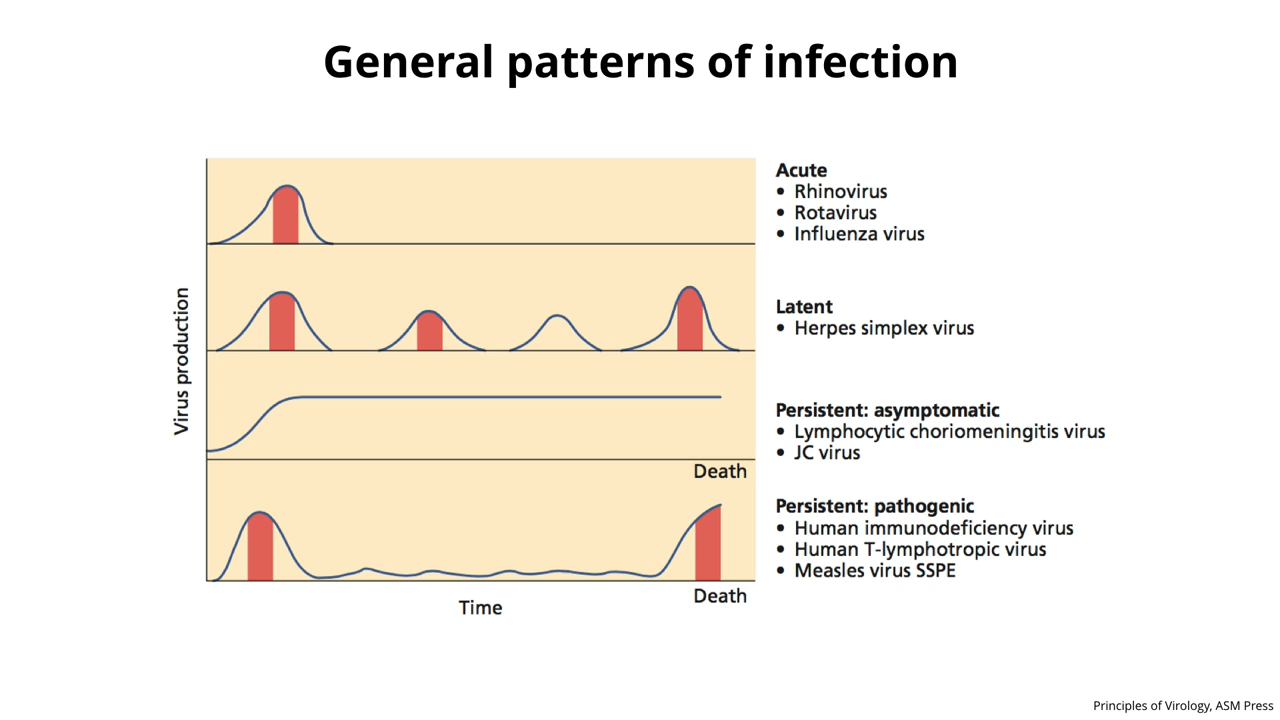 General patterns of infection
Virus production
Acute
• Rhinovirus
• Rotavirus
• Influenza virus
Latent
• Herpes simplex virus
Persistent: asymptomatic
• Lymphocytic choriomeningitis virus
• JC virus
Death
Persistent: pathogenic
• Human immunodeficiency virus
• Human T-lymphotropic virus
• Measles virus SSPE
Death
Time
Principles of Virology, ASM Press